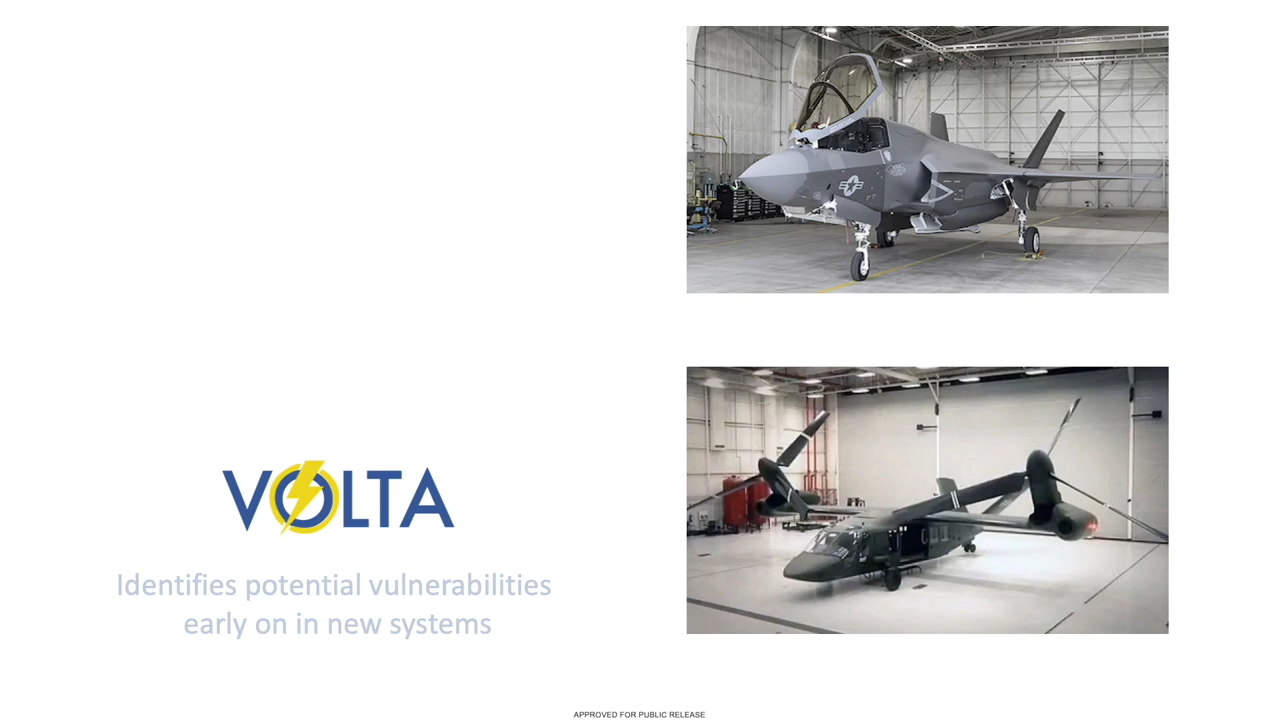 VOLTA
Identifies potential vulnerabilities
early on in new systems
APPROVED FOR PUBLIC RELEASE